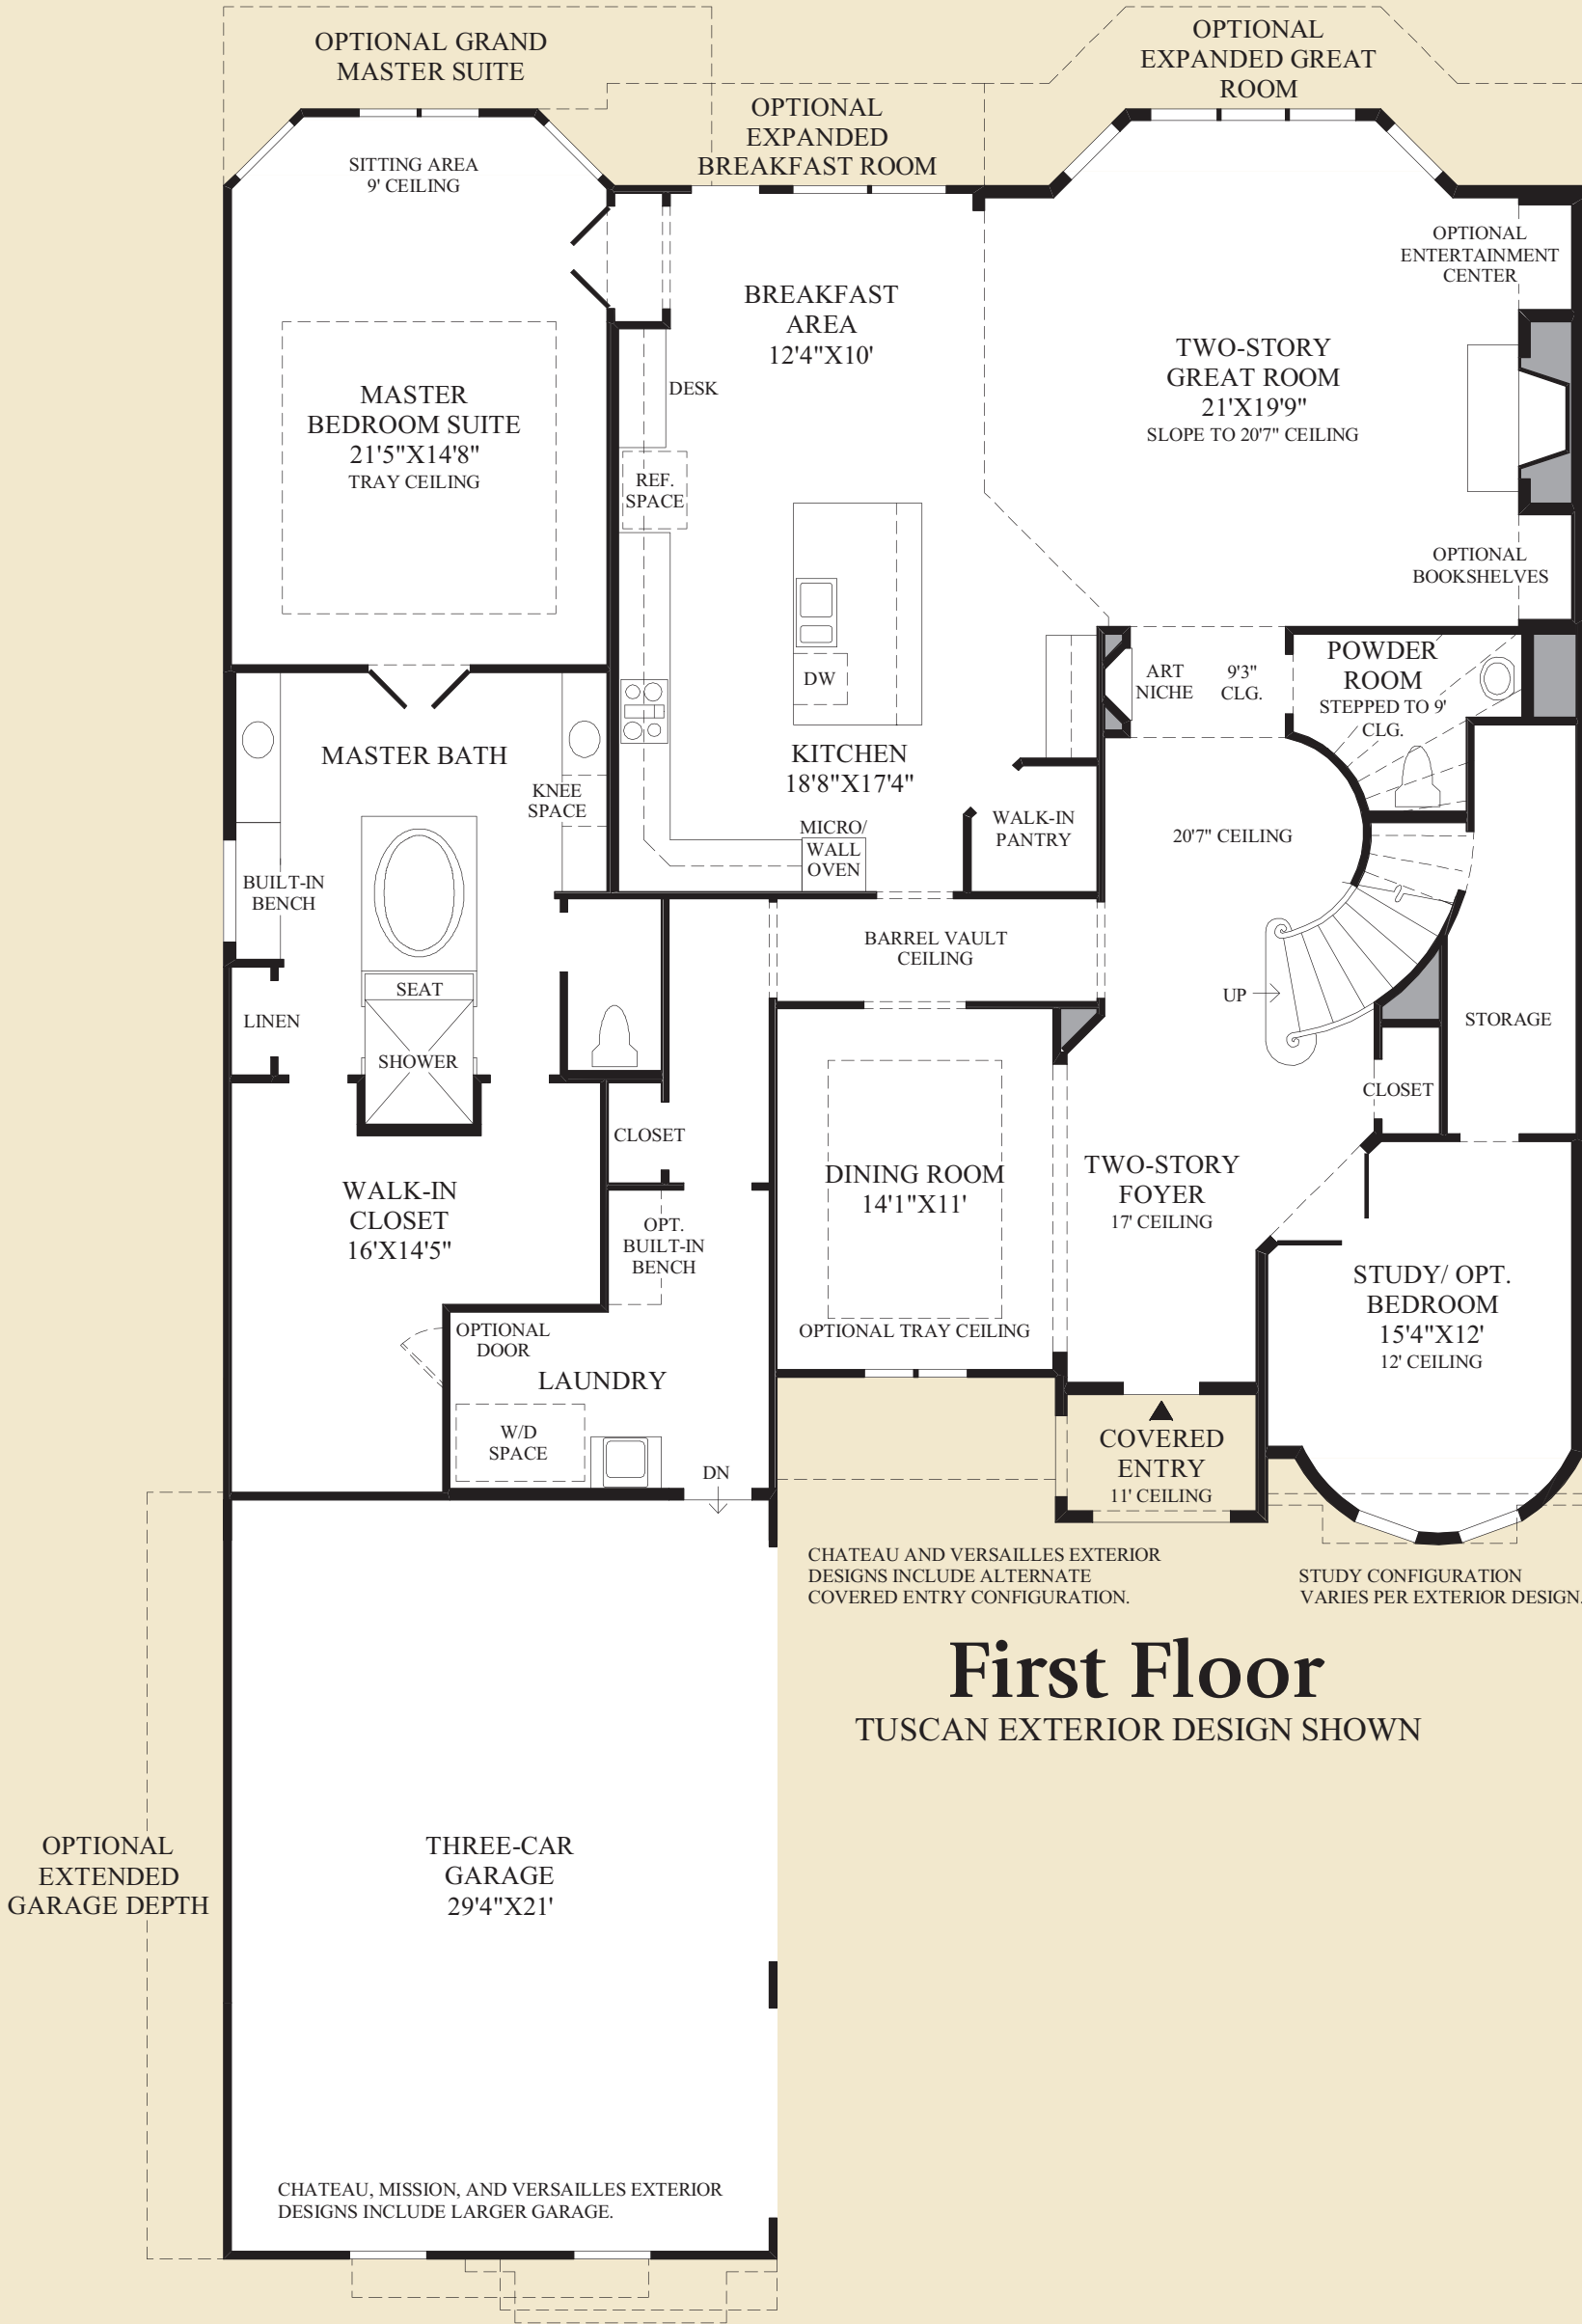 OPTIONAL GRAND
MASTER SUITE
OPTIONAL
EXPANDED GREAT
ROOM
OPTIONAL
EXPANDED
BREAKFAST ROOM
SITTING AREA
9' CEILING
OPTIONAL
ENTERTAINMENT
CENTER
BREAKFAST
AREA
12'4"X10'
TWO-STORY
GREAT ROOM
21'X19'9"
SLOPE TO 20'7" CEILING
DESK
MASTER
BEDROOM SUITE
21'5"X14'8"
TRAY CEILING
REF.
SPACE
OPTIONAL
BOOKSHELVES
DW
ART
NICHE
9'3"
CLG.
POWDER
ROOM
STEPPED TO 9'
CLG.
MASTER BATH
KNEE
SPACE
KITCHEN
18'8"X17'4"
MICRO/
WALL
OVEN
WALK-IN
PANTRY
20'7" CEILING
BUILT-IN
BENCH
BARREL VAULT
CEILING
SEAT
UP
LINEN
STORAGE
SHOWER
CLOSET
CLOSET
DINING ROOM
14'1"X11'
TWO-STORY
FOYER
17' CEILING
WALK-IN
CLOSET
16'X14'5"
OPT.
BUILT-IN
BENCH
STUDY/ OPT.
BEDROOM
15'4"X12'
12' CEILING
OPTIONAL
DOOR
OPTIONAL TRAY CEILING
LAUNDRY
W/D
SPACE
DN
COVERED
ENTRY
11' CEILING
CHATEAU AND VERSAILLES EXTERIOR
DESIGNS INCLUDE ALTERNATE
COVERED ENTRY CONFIGURATION.
STUDY CONFIGURATION
VARIES PER EXTERIOR DESIGN.
First Floor
TUSCAN EXTERIOR DESIGN SHOWN
OPTIONAL
EXTENDED
GARAGE DEPTH
THREE-CAR
GARAGE
29'4"X21'
CHATEAU, MISSION, AND VERSAILLES EXTERIOR
DESIGNS INCLUDE LARGER GARAGE.